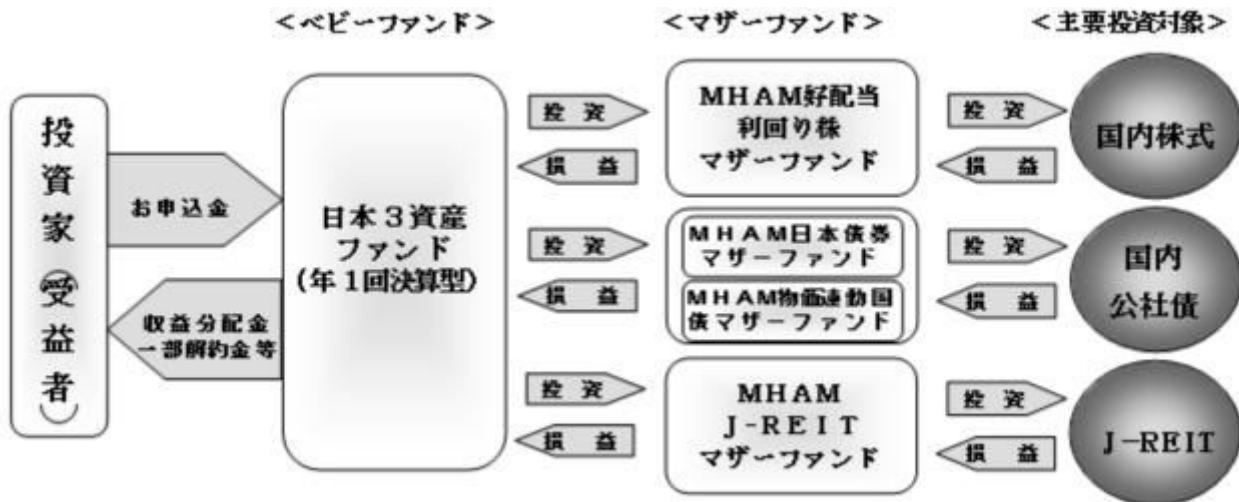 ＜ベビーファンド＞
＜マザーファンド＞
＜主要投資対象＞
投資家（受益者）
お申込金
収益分配金
一部解約金等
日本３資産
ファンド
(年１回決算型)
投資
損益
MHAM好配当
利回り株
マザーファンド
投資
損益
国内株式
投資
損益
MHAM日本債券
マザーファンド
MHAM物価連動国
債マザーファンド
投資
損益
国内
公社債
投資
損益
MHAM
J-REIT
マザーファンド
投資
損益
J-REIT